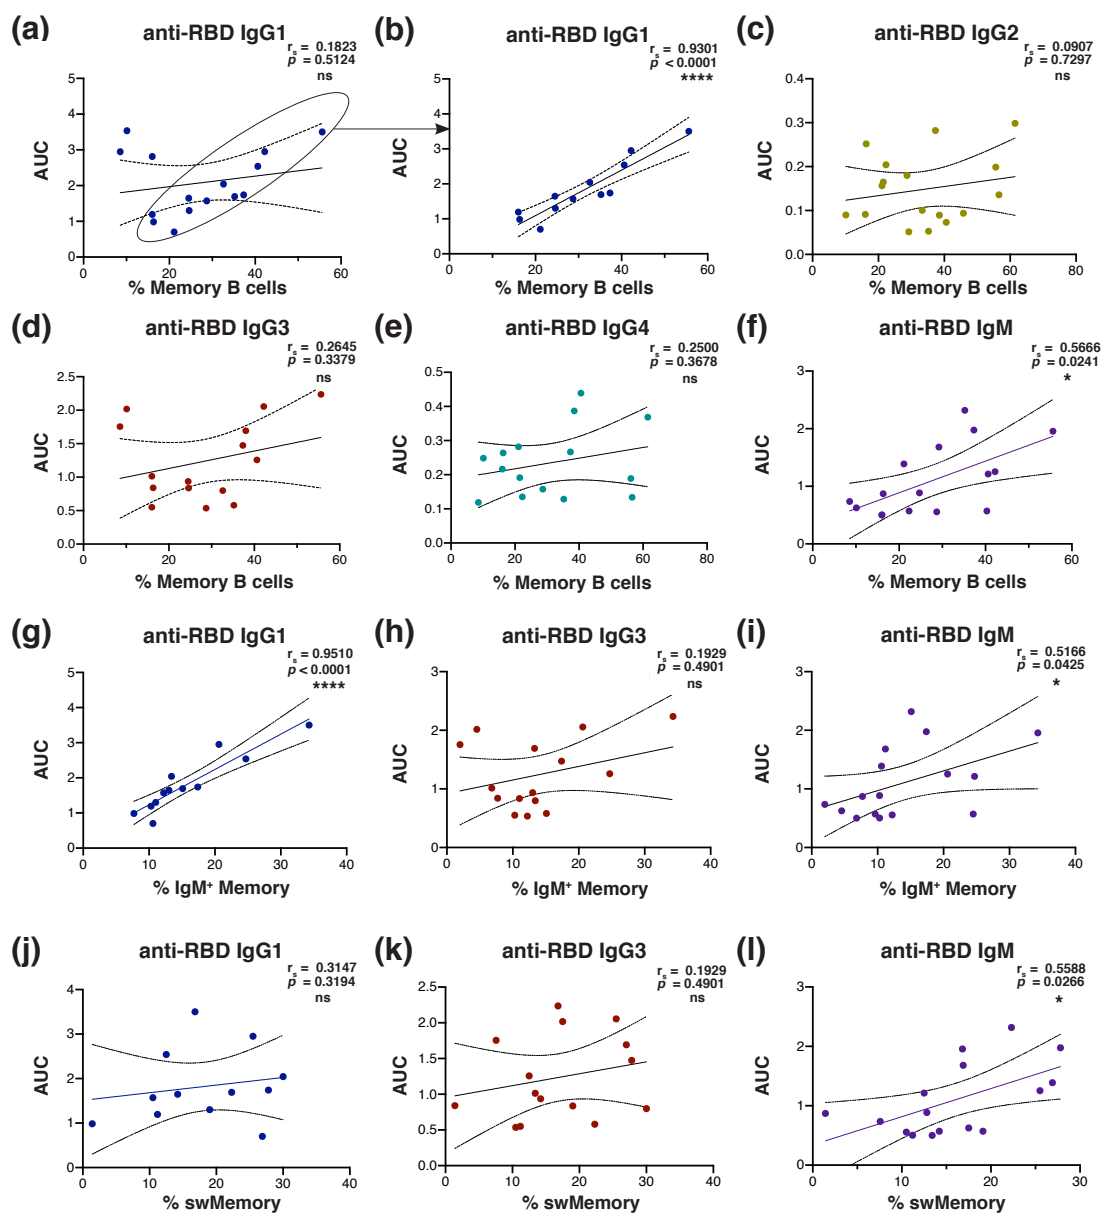 (a)
anti-RBD IgG1
rs = 0.1823
p = 0.5124
ns
5
4
3
2
1
0
AUC
0 20 40 60
% Memory B cells
(b)
anti-RBD IgG1
rs = 0.9301
p < 0.0001
****
5
4
3
2
1
0
AUC
0 20 40 60
% Memory B cells
(c)
anti-RBD IgG2
rs = 0.0907
p = 0.7297
ns
0.4
0.3
0.2
0.1
0.0
AUC
0 20 40 60 80
% Memory B cells
(d)
anti-RBD IgG3
rs = 0.2645
p = 0.3379
ns
2.5
2.0
1.5
1.0
0.5
0.0
AUC
0 20 40 60
% Memory B cells
(e)
anti-RBD IgG4
rs = 0.2500
p = 0.3678
ns
0.5
0.4
0.3
0.2
0.1
0.0
AUC
0 20 40 60 80
% Memory B cells
(f)
anti-RBD IgM
rs = 0.5666
p = 0.0241
*
3
2
1
0
AUC
0 20 40 60
% Memory B cells
(g)
anti-RBD IgG1
rs = 0.9510
p < 0.0001
****
5
4
3
2
1
0
AUC
0 10 20 30 40
% IgM⁺ Memory
(h)
anti-RBD IgG3
rs = 0.1929
p = 0.4901
ns
3
2
1
0
AUC
0 10 20 30 40
% IgM⁺ Memory
(i)
anti-RBD IgM
rs = 0.5166
p = 0.0425
*
3
2
1
0
AUC
0 10 20 30 40
% IgM⁺ Memory
(j)
anti-RBD IgG1
rs = 0.3147
p = 0.3194
ns
4
3
2
1
0
AUC
0 10 20 30 40
% swMemory
(k)
anti-RBD IgG3
rs = 0.1929
p = 0.4901
ns
2.5
2.0
1.5
1.0
0.5
0.0
AUC
0 10 20 30 40
% swMemory
(l)
anti-RBD IgM
rs = 0.5588
p = 0.0266
*
3
2
1
0
AUC
0 10 20 30
% swMemory